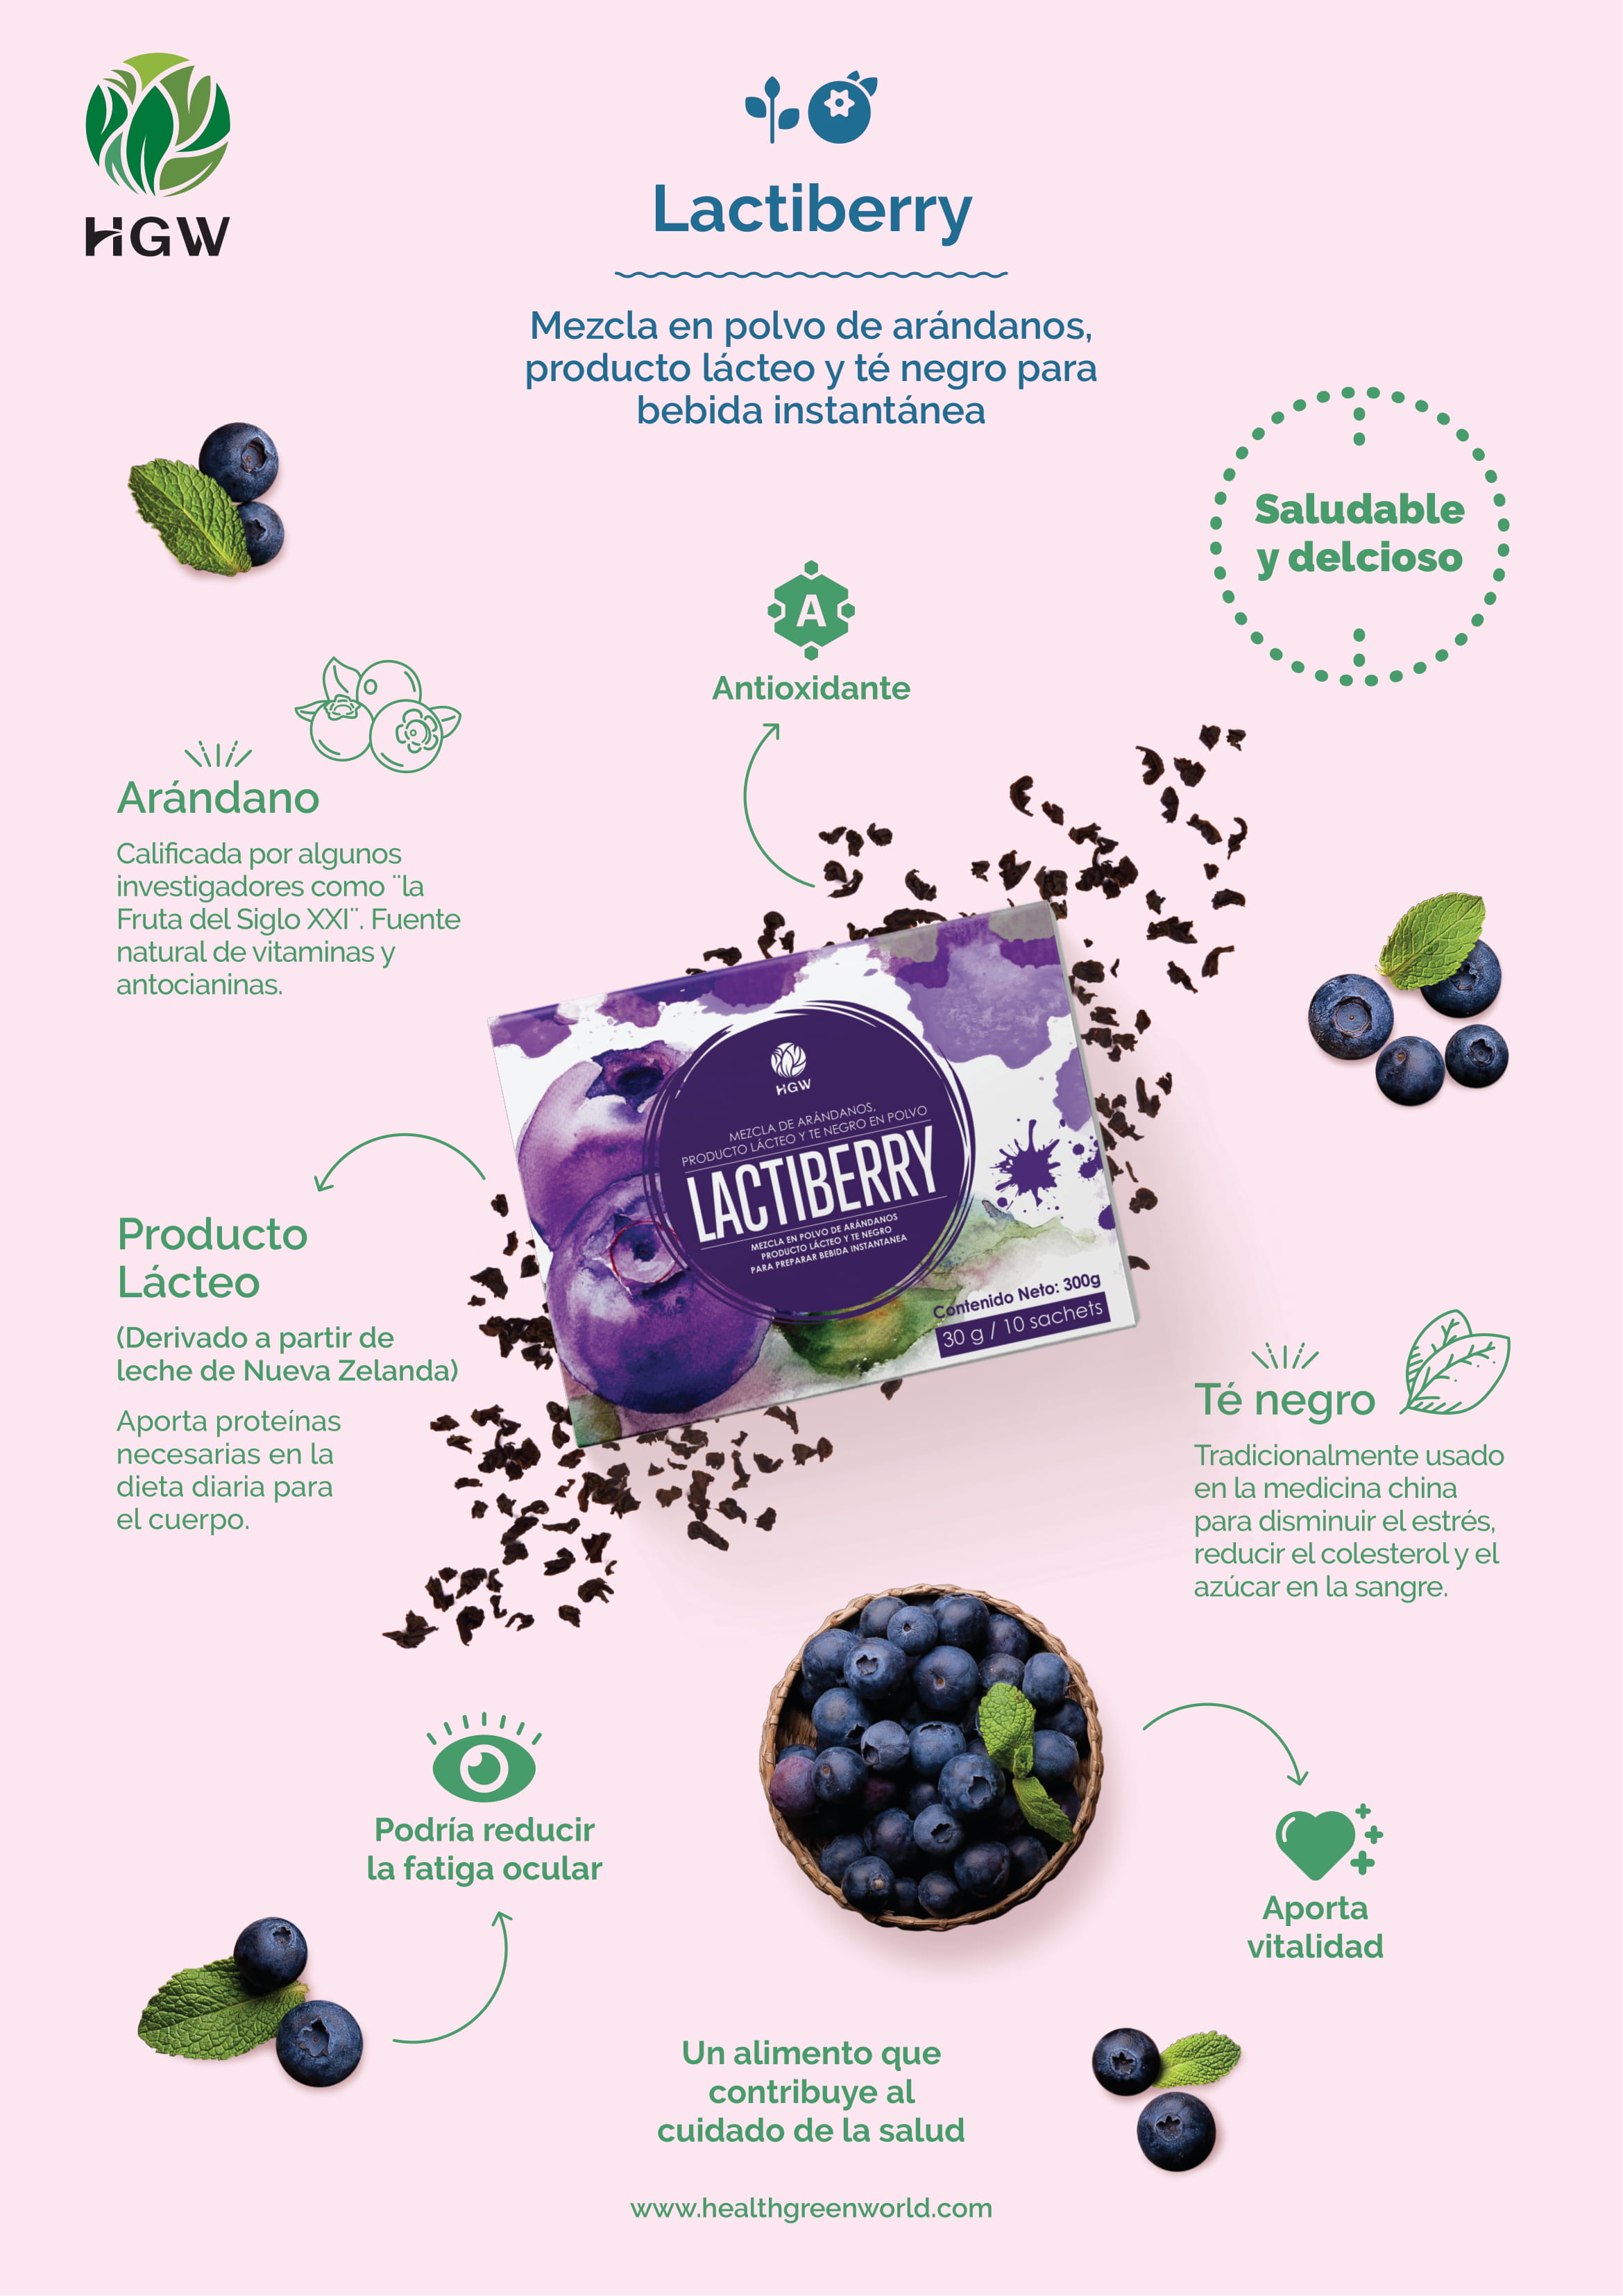 HGW
Lactiberry
Mezcla en polvo de arándanos,
producto lácteo y té negro para
bebida instantánea
Saludable
y delcioso
A
Antioxidante
Arándano
Calificada por algunos
investigadores como ¨la
Fruta del Siglo XXI¨. Fuente
natural de vitaminas y
antocianinas.
HGW
MEZCLA DE ARÁNDANOS,
PRODUCTO LÁCTEO Y TE NEGRO EN POLVO
LACTIBERRY
MEZCLA EN POLVO DE ARÁNDANOS
PRODUCTO LÁCTEO Y TE NEGRO
PARA PREPARAR BEBIDA INSTANTANEA
Contenido Neto: 300g
30 g / 10 sachets
Producto
Lácteo
(Derivado a partir de
leche de Nueva Zelanda)
Aporta proteínas
necesarias en la
dieta diaria para
el cuerpo.
Té negro
Tradicionalmente usado
en la medicina china
para disminuir el estrés,
reducir el colesterol y el
azúcar en la sangre.
Podría reducir
la fatiga ocular
Aporta
vitalidad
Un alimento que
contribuye al
cuidado de la salud
www.healthgreenworld.com